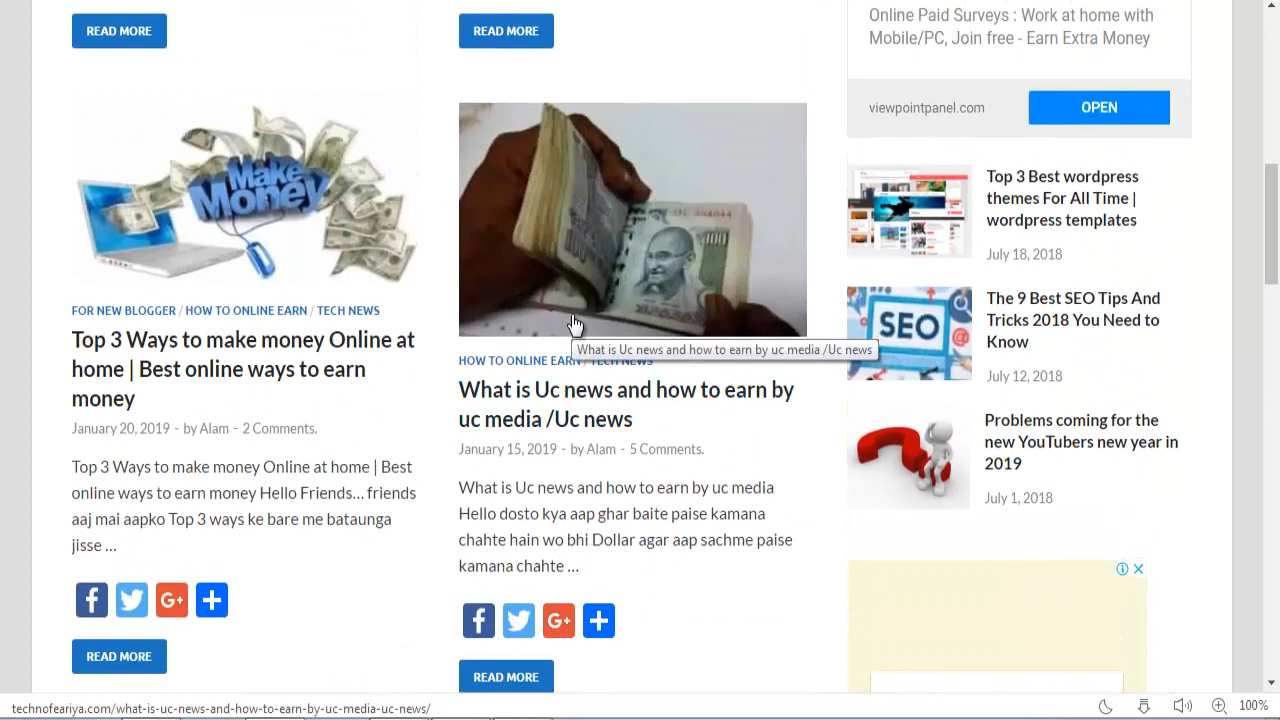 READ MORE
READ MORE
Online Paid Surveys : Work at home with
Mobile/PC, Join free - Earn Extra Money
viewpointpanel.com
OPEN
Make
Money
100
FOR NEW BLOGGER / HOW TO ONLINE EARN / TECH NEWS
Top 3 Ways to make money Online at
home | Best online ways to earn
money
January 20, 2019 - by Alam - 2 Comments.
Top 3 Ways to make money Online at home | Best
online ways to earn money Hello Friends… friends
aaj mai aapko Top 3 ways ke bare me bataunga
jisse …
f
G+
READ MORE
What is Uc news and how to earn by uc media /Uc news
HOW TO ONLINE EARN / TECH NEWS
What is Uc news and how to earn by
uc media /Uc news
January 15, 2019 - by Alam - 5 Comments.
What is Uc news and how to earn by uc media
Hello dosto kya aap ghar baite paise kamana
chahte hain wo bhi Dollar agar aap sachme paise
kamana chahte …
f
G+
READ MORE
Top 3 Best wordpress
themes For All Time |
wordpress templates
July 18, 2018
SEO
The 9 Best SEO Tips And
Tricks 2018 You Need to
Know
July 12, 2018
Problems coming for the
new YouTubers new year in
2019
July 1, 2018
technofeariya.com/what-is-uc-news-and-how-to-earn-by-uc-media-uc-news/
100%